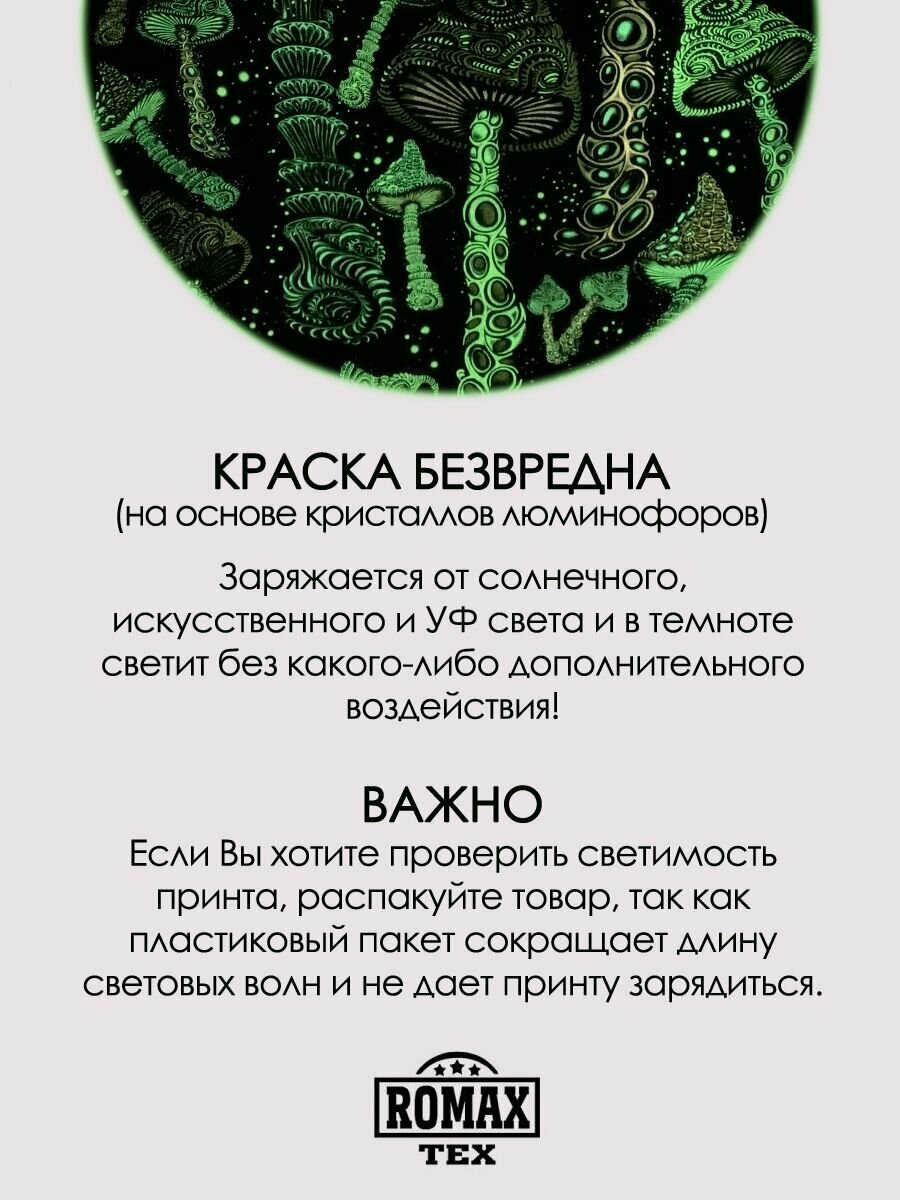 КРАСКА БЕЗВРЕДНА
(на основе кристаллов люминофоров)
Заряжается от солнечного,
искусственного и УФ света и в темноте
светит без какого-либо дополнительного
воздействия!
ВАЖНО
Если Вы хотите проверить светимость
принта, распакуйте товар, так как
пластиковый пакет сокращает длину
световых волн и не дает принту зарядиться.
ROMAX
TEX